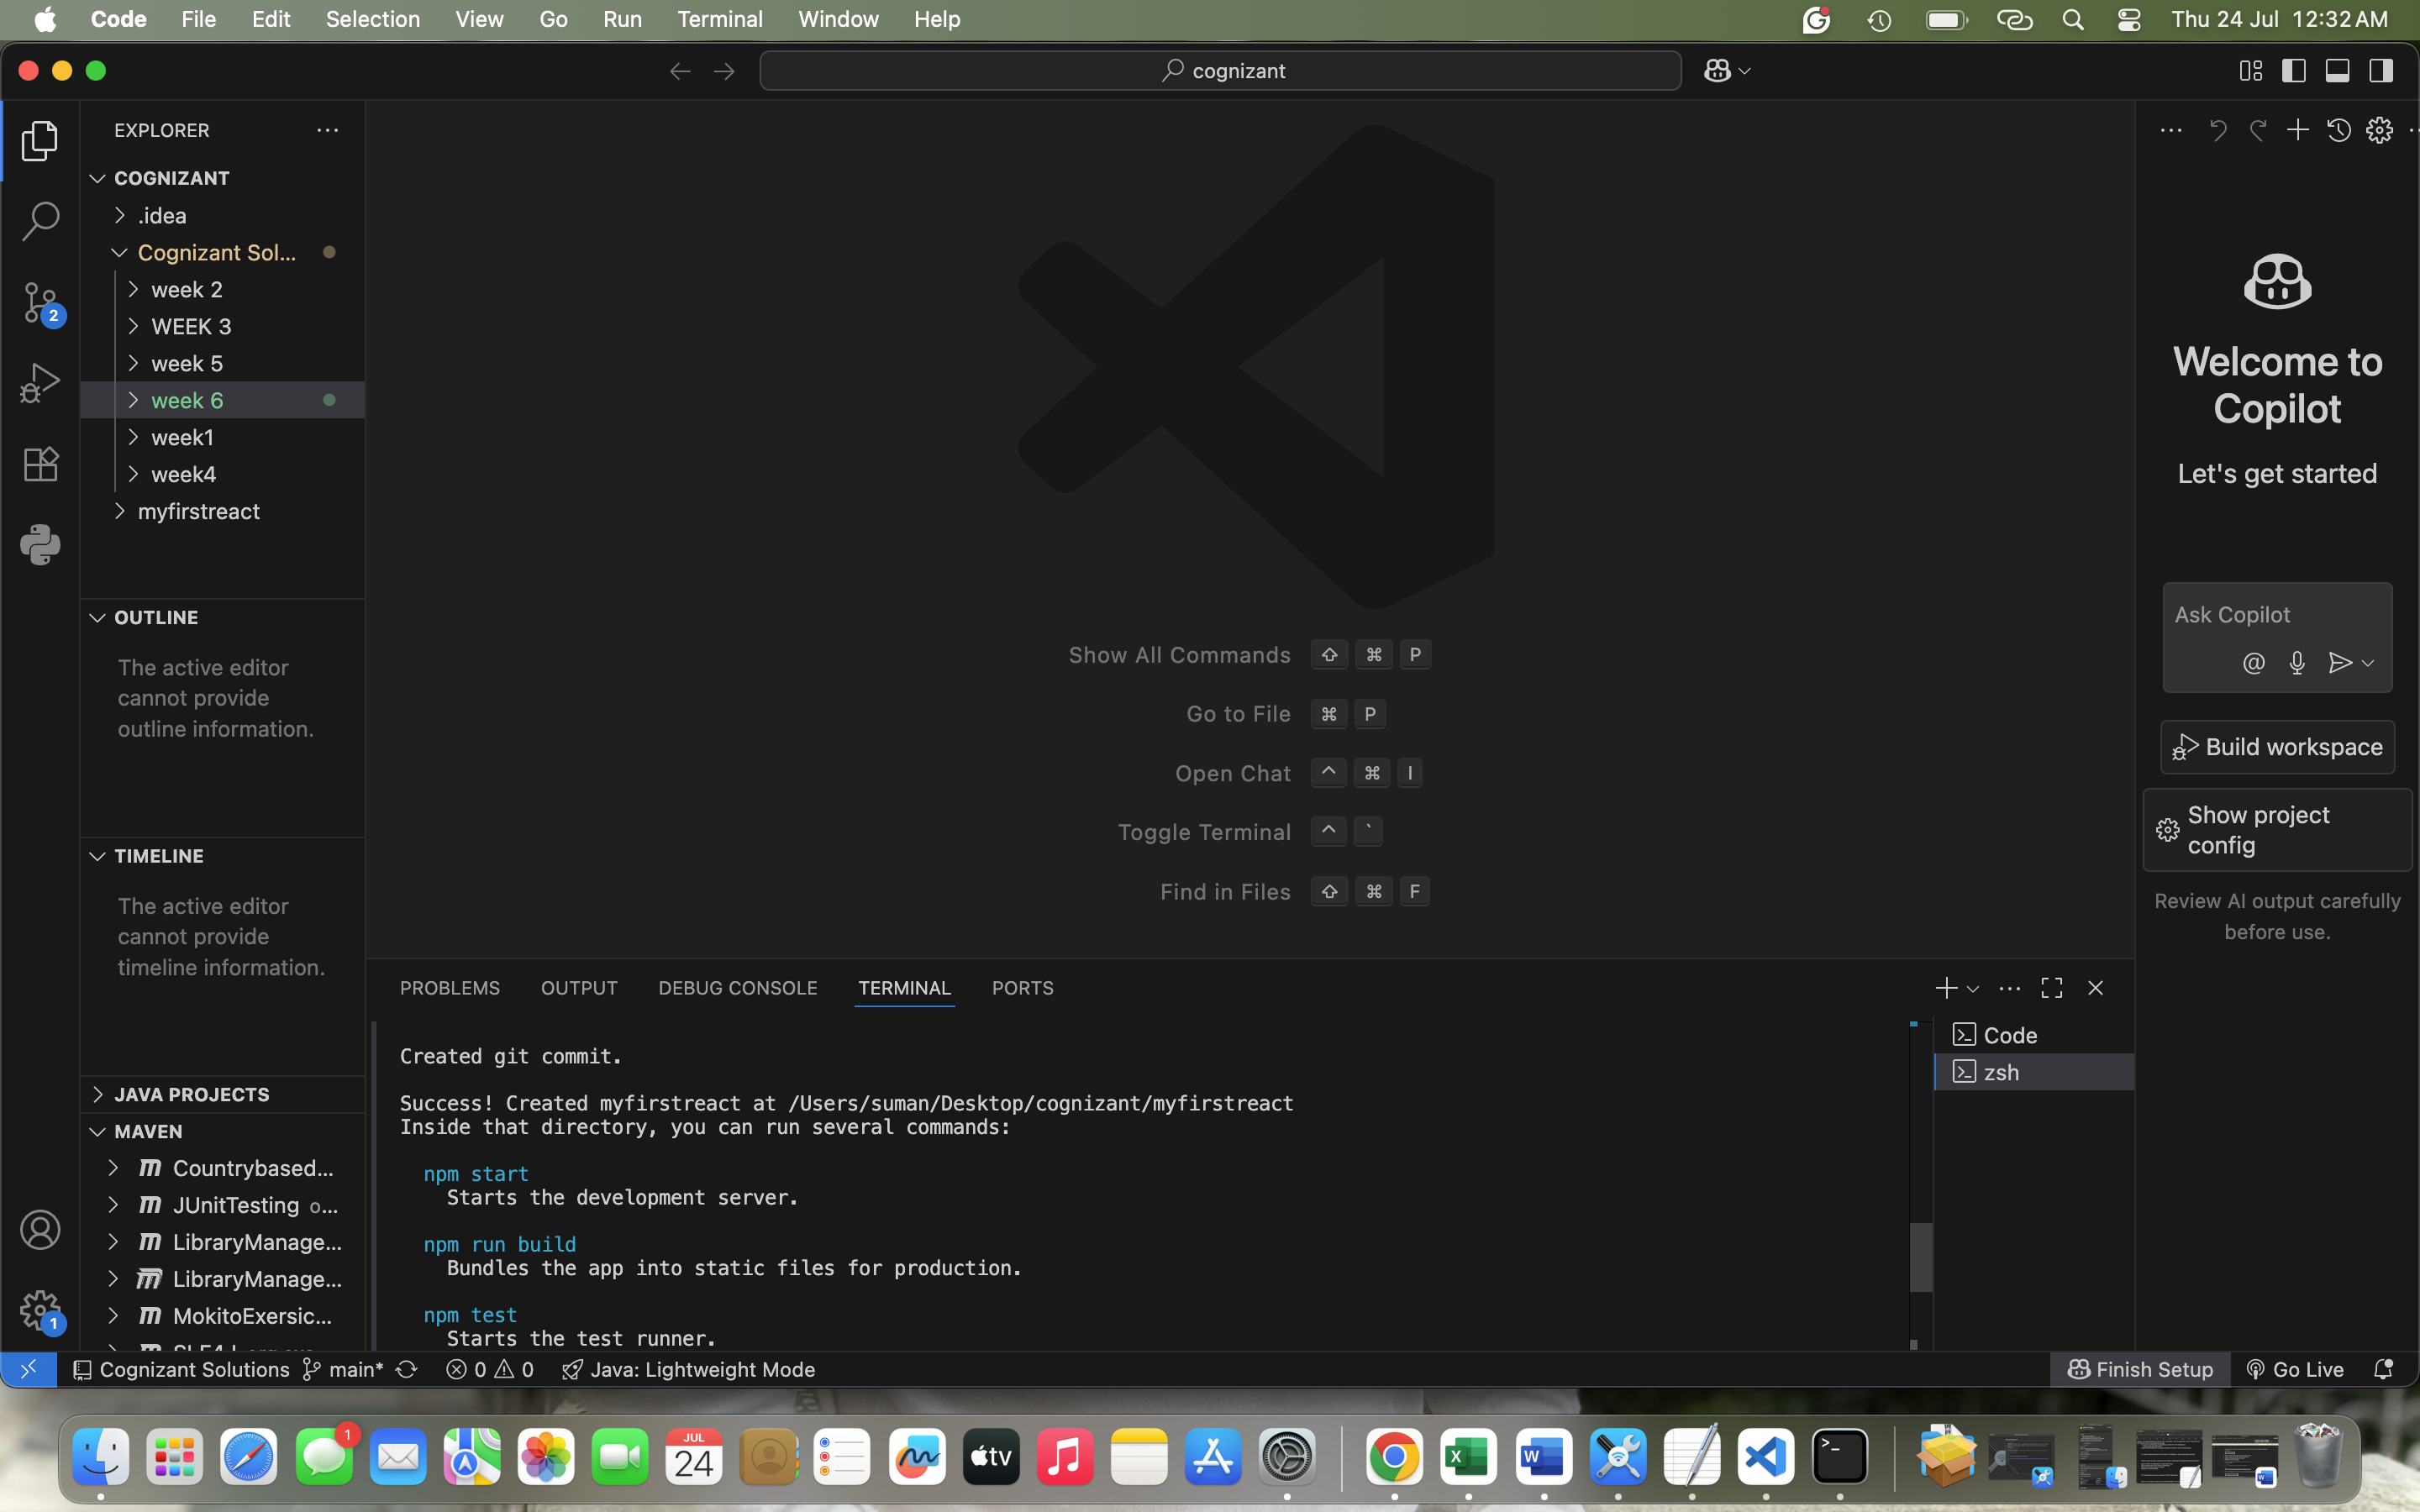 Code File Edit Selection View Go Run Terminal Window Help Thu 24 Jul 12:32 AM
cognizant
EXPLORER
COGNIZANT
.idea
Cognizant Sol...
week 2
WEEK 3
2
week 5
week 6
week1
week4
myfirstreact
OUTLINE
The active editor
cannot provide
outline information.
TIMELINE
The active editor
cannot provide
timeline information.
JAVA PROJECTS
MAVEN
Countrybased...
JUnitTesting o...
LibraryManage...
LibraryManage...
MokitoExersic...
1
Show All Commands ⇧ ⌘ P
Go to File ⌘ P
Open Chat ^ ⌘ I
Toggle Terminal ^ `
Find in Files ⇧ ⌘ F
Welcome to
Copilot
Let's get started
Ask Copilot
@
Build workspace
Show project
config
Review AI output carefully
before use.
PROBLEMS OUTPUT DEBUG CONSOLE TERMINAL PORTS
Code
zsh
Created git commit.
Success! Created myfirstreact at /Users/suman/Desktop/cognizant/myfirstreact
Inside that directory, you can run several commands:
npm start
Starts the development server.
npm run build
Bundles the app into static files for production.
npm test
Starts the test runner.
Cognizant Solutions main* 0 0 Java: Lightweight Mode Finish Setup Go Live
1
JUL
24
tv
X
W
>_